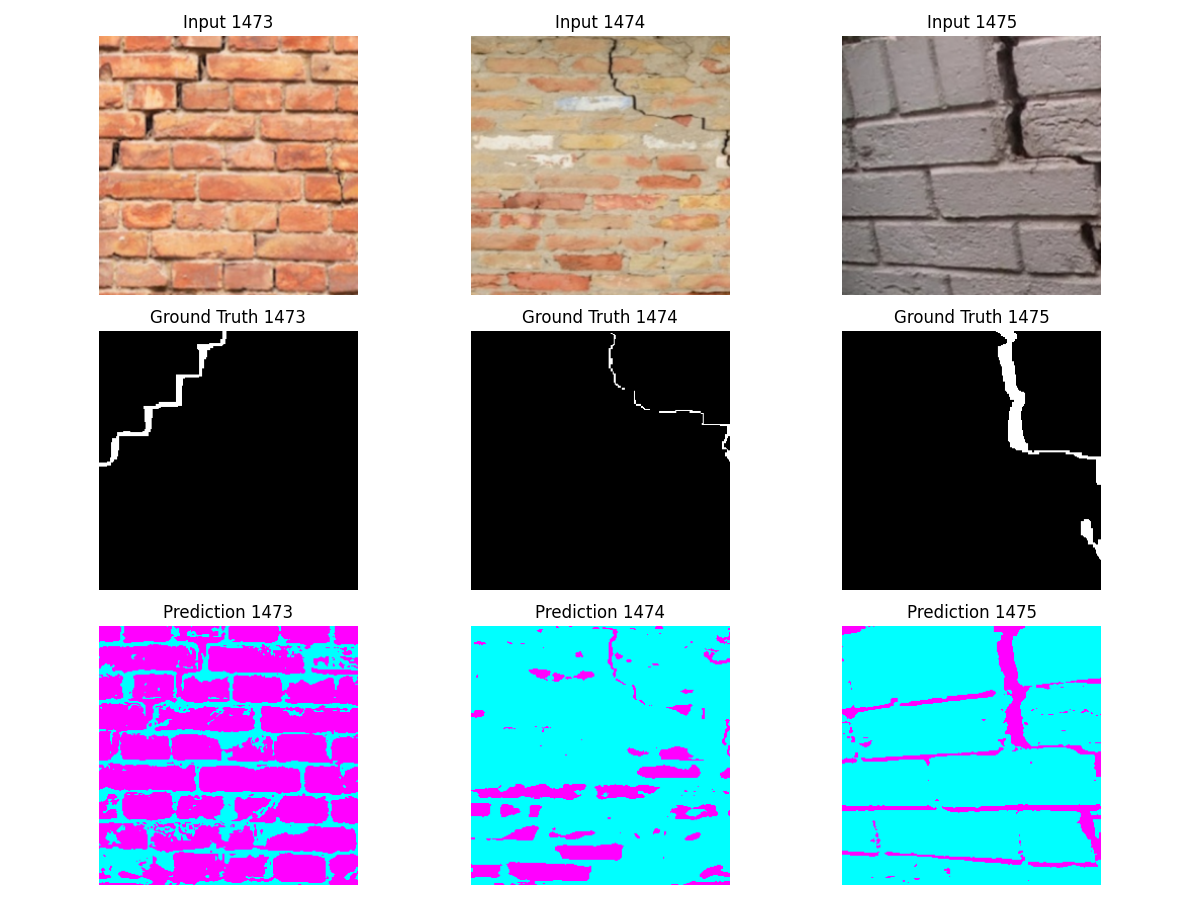 Input 1473
Input 1474
Input 1475
Ground Truth 1473
Ground Truth 1474
Ground Truth 1475
Prediction 1473
Prediction 1474
Prediction 1475